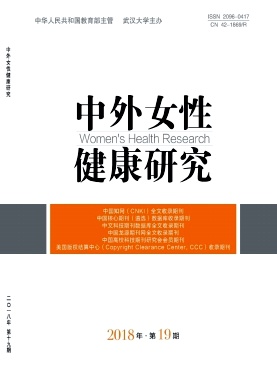 ISSN 2096-0417
CN 42-1869/R
中华人民共和国教育部主管 武汉大学主办
中外女性健康研究
中外女性
Women's Health Research
健康研究
中国知网（CNKI）全文收录期刊
中国核心期刊（遴选）数据库收录期刊
中文科技期刊数据库全文收录期刊
中国龙源期刊网全文收录期刊
中国高校科技期刊研究会会员期刊
美国版权结算中心（Copyright Clearance Center, CCC）收录期刊
2018年·第19期
二〇一八年 第十九期